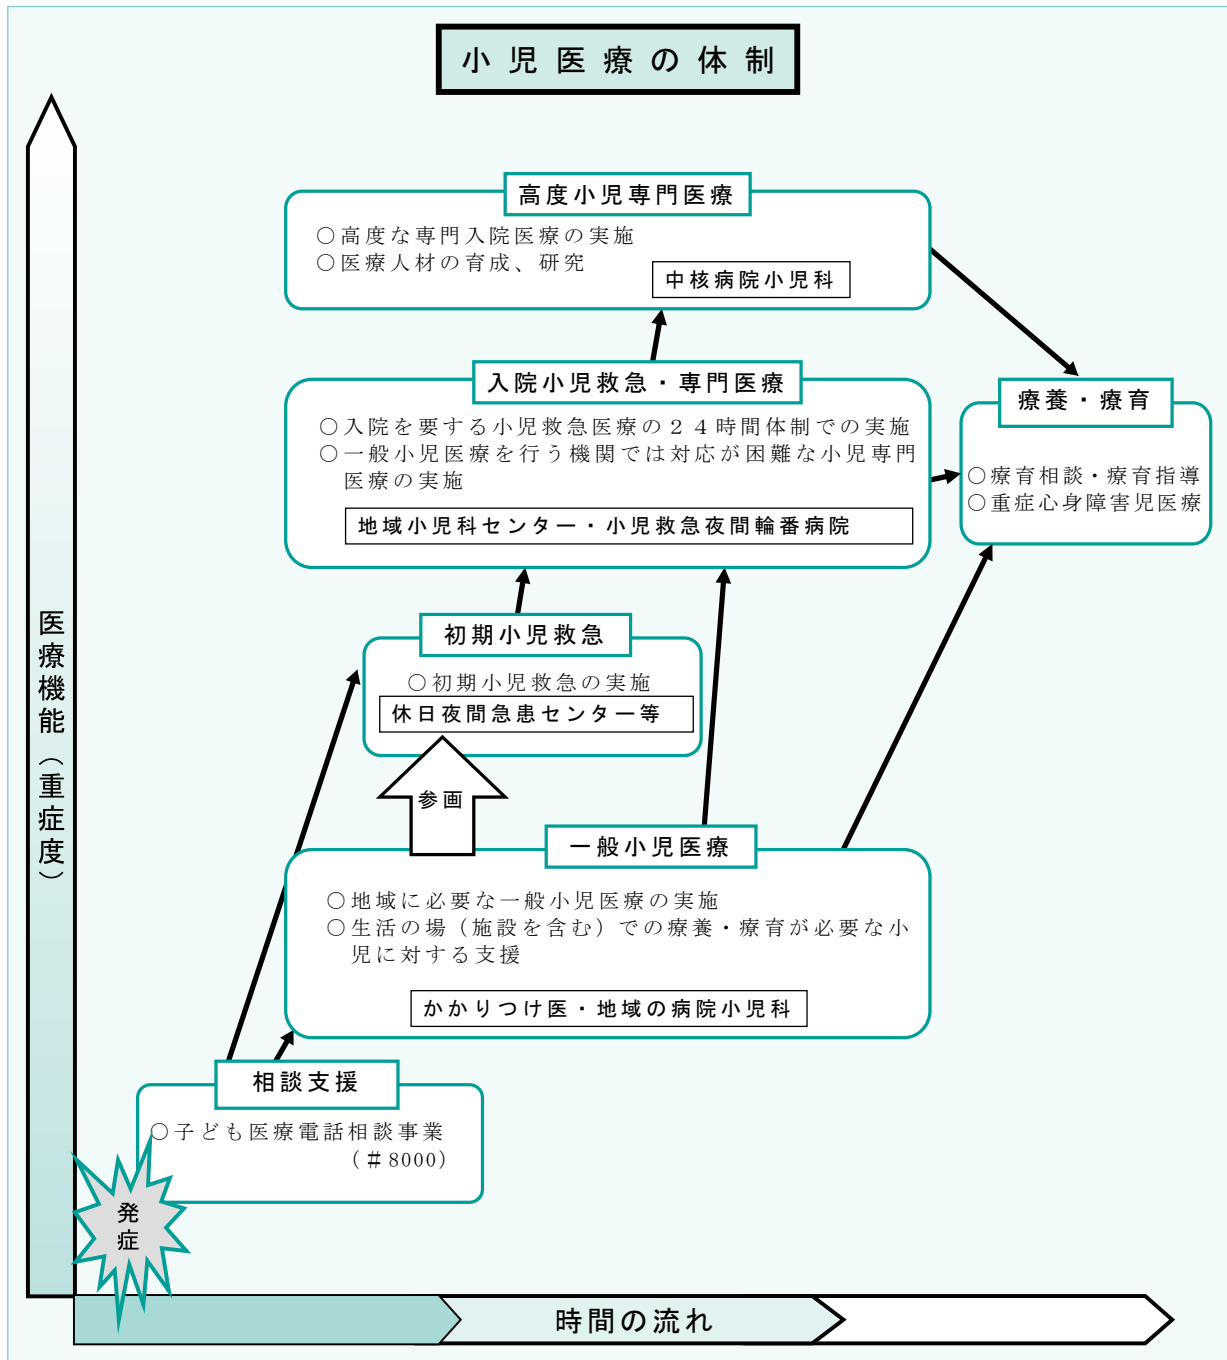 小児医療の体制
高度小児専門医療
○高度な専門入院医療の実施
○医療人材の育成、研究
中核病院小児科
入院小児救急・専門医療
○入院を要する小児救急医療の２４時間体制での実施
○一般小児医療を行う機関では対応が困難な小児専門
医療の実施
地域小児科センター・小児救急夜間輪番病院
療養・療育
○療育相談・療育指導
○重症心身障害児医療
初期小児救急
○初期小児救急の実施
休日夜間急患センター等
参画
一般小児医療
○地域に必要な一般小児医療の実施
○生活の場（施設を含む）での療養・療育が必要な小
児に対する支援
かかりつけ医・地域の病院小児科
相談支援
○子ども医療電話相談事業
（＃8000）
発
症
医療機能（重症度）
時間の流れ